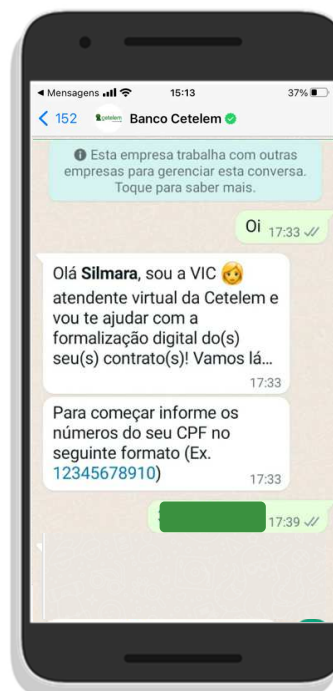 Mensagens 15:13 37%
152 cetelem Banco Cetelem
Esta empresa trabalha com outras
empresas para gerenciar esta conversa.
Toque para saber mais.
Oi 17:33
Olá Silmara, sou a VIC
atendente virtual da Cetelem e
vou te ajudar com a
formalização digital do(s)
seu(s) contrato(s)! Vamos lá...
17:33
Para começar informe os
números do seu CPF no
seguinte formato (Ex.
12345678910)
17:33
17:39